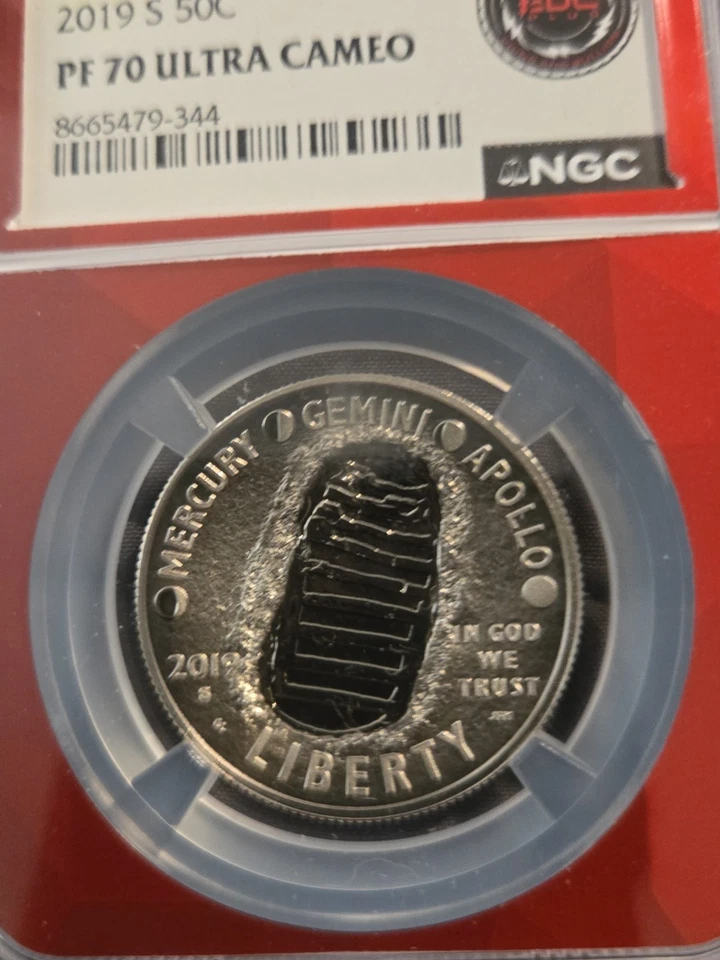 2019 S 50C
PF 70 ULTRA CAMEO
8665479-344
NGC
MERCURY GEMINI APOLLO
2019
S
IN GOD
WE
TRUST
LIBERTY